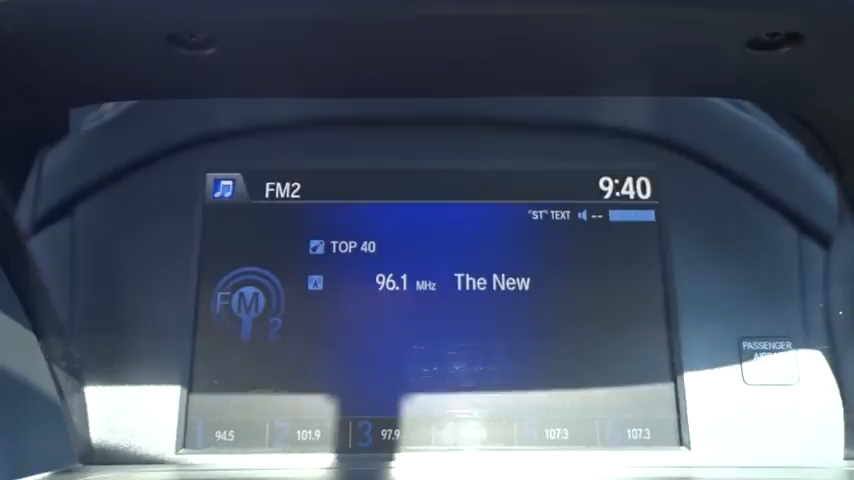 FM2
9:40
"ST" TEXT --
TOP 40
96.1 MHz The New
FM
2
1 94.5 2 101.9 3 97.9 5 107.3 6 107.3
PASSENGER
AIRBAG